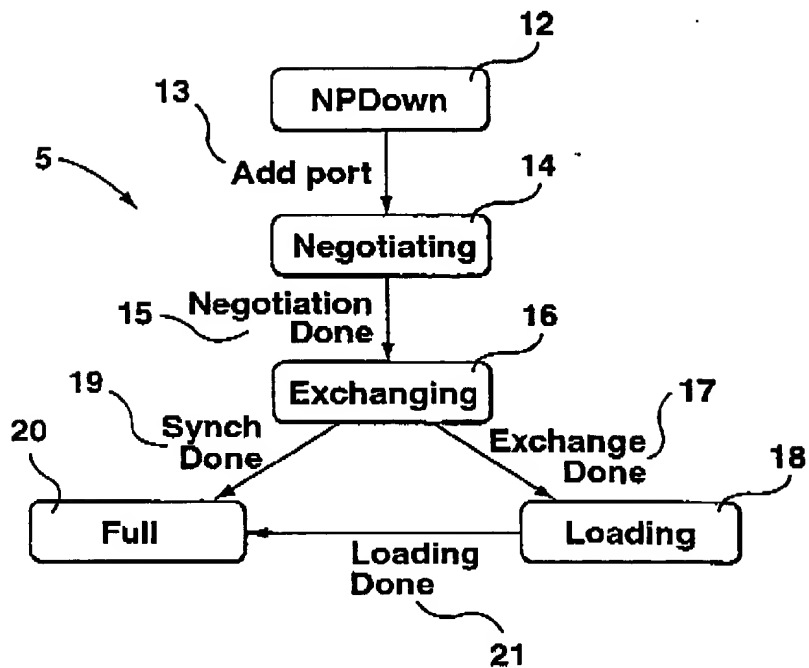 12
NPDown
13
Add port
5
14
Negotiating
Negotiation
Done
15
16
Exchanging
19
Synch
Done
17
Exchange
Done
20
18
Full
Loading
Loading
Done
21